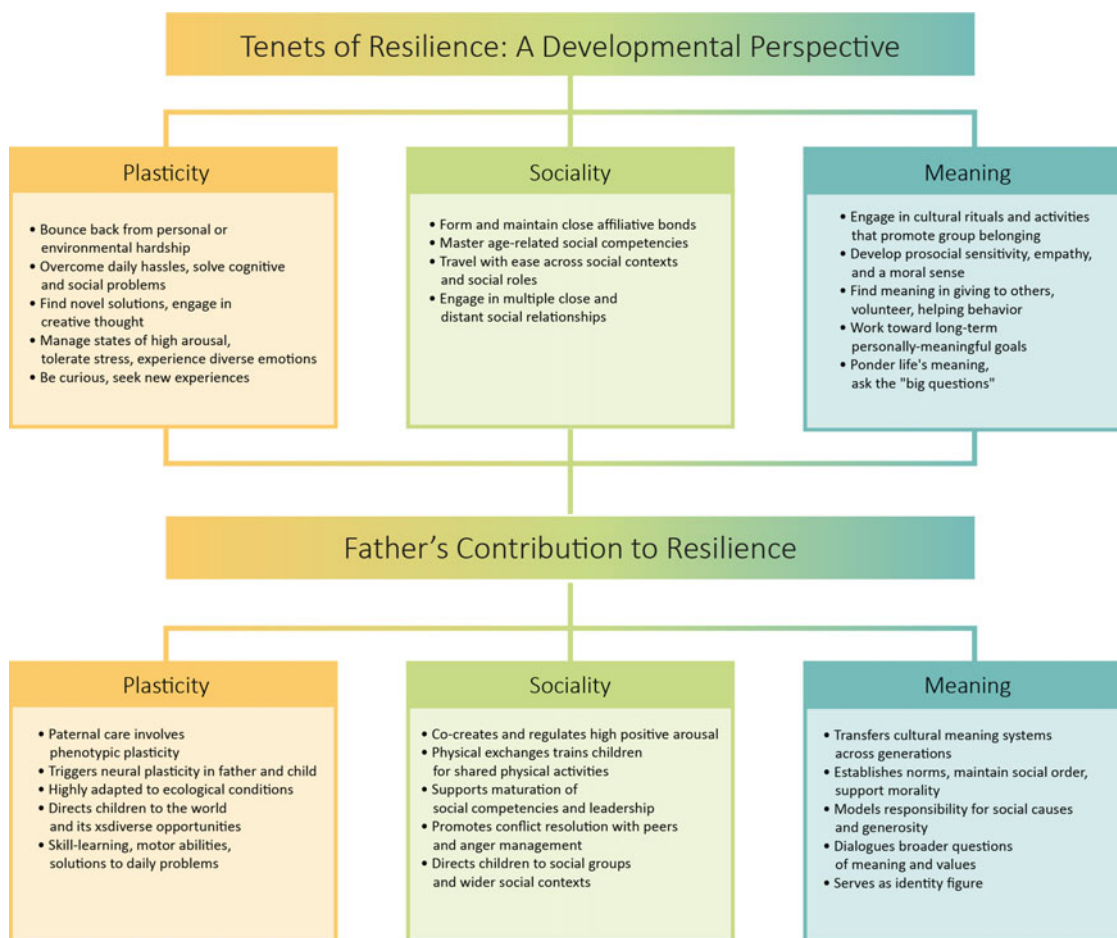 Tenets of Resilience: A Developmental Perspective
Plasticity
• Bounce back from personal or
environmental hardship
• Overcome daily hassles, solve cognitive
and social problems
• Find novel solutions, engage in
creative thought
• Manage states of high arousal,
tolerate stress, experience diverse emotions
• Be curious, seek new experiences
Sociality
• Form and maintain close affiliative bonds
• Master age-related social competencies
• Travel with ease across social contexts
and social roles
• Engage in multiple close and
distant social relationships
Meaning
• Engage in cultural rituals and activities
that promote group belonging
• Develop prosocial sensitivity, empathy,
and a moral sense
• Find meaning in giving to others,
volunteer, helping behavior
• Work toward long-term
personally-meaningful goals
• Ponder life's meaning,
ask the "big questions"
Father’s Contribution to Resilience
Plasticity
• Paternal care involves
phenotypic plasticity
• Triggers neural plasticity in father and child
• Highly adapted to ecological conditions
• Directs children to the world
and its xsdiverse opportunities
• Skill-learning, motor abilities,
solutions to daily problems
Sociality
• Co-creates and regulates high positive arousal
• Physical exchanges trains children
for shared physical activities
• Supports maturation of
social competencies and leadership
• Promotes conflict resolution with peers
and anger management
• Directs children to social groups
and wider social contexts
Meaning
• Transfers cultural meaning systems
across generations
• Establishes norms, maintain social order,
support morality
• Models responsibility for social causes
and generosity
• Dialogues broader questions
of meaning and values
• Serves as identity figure